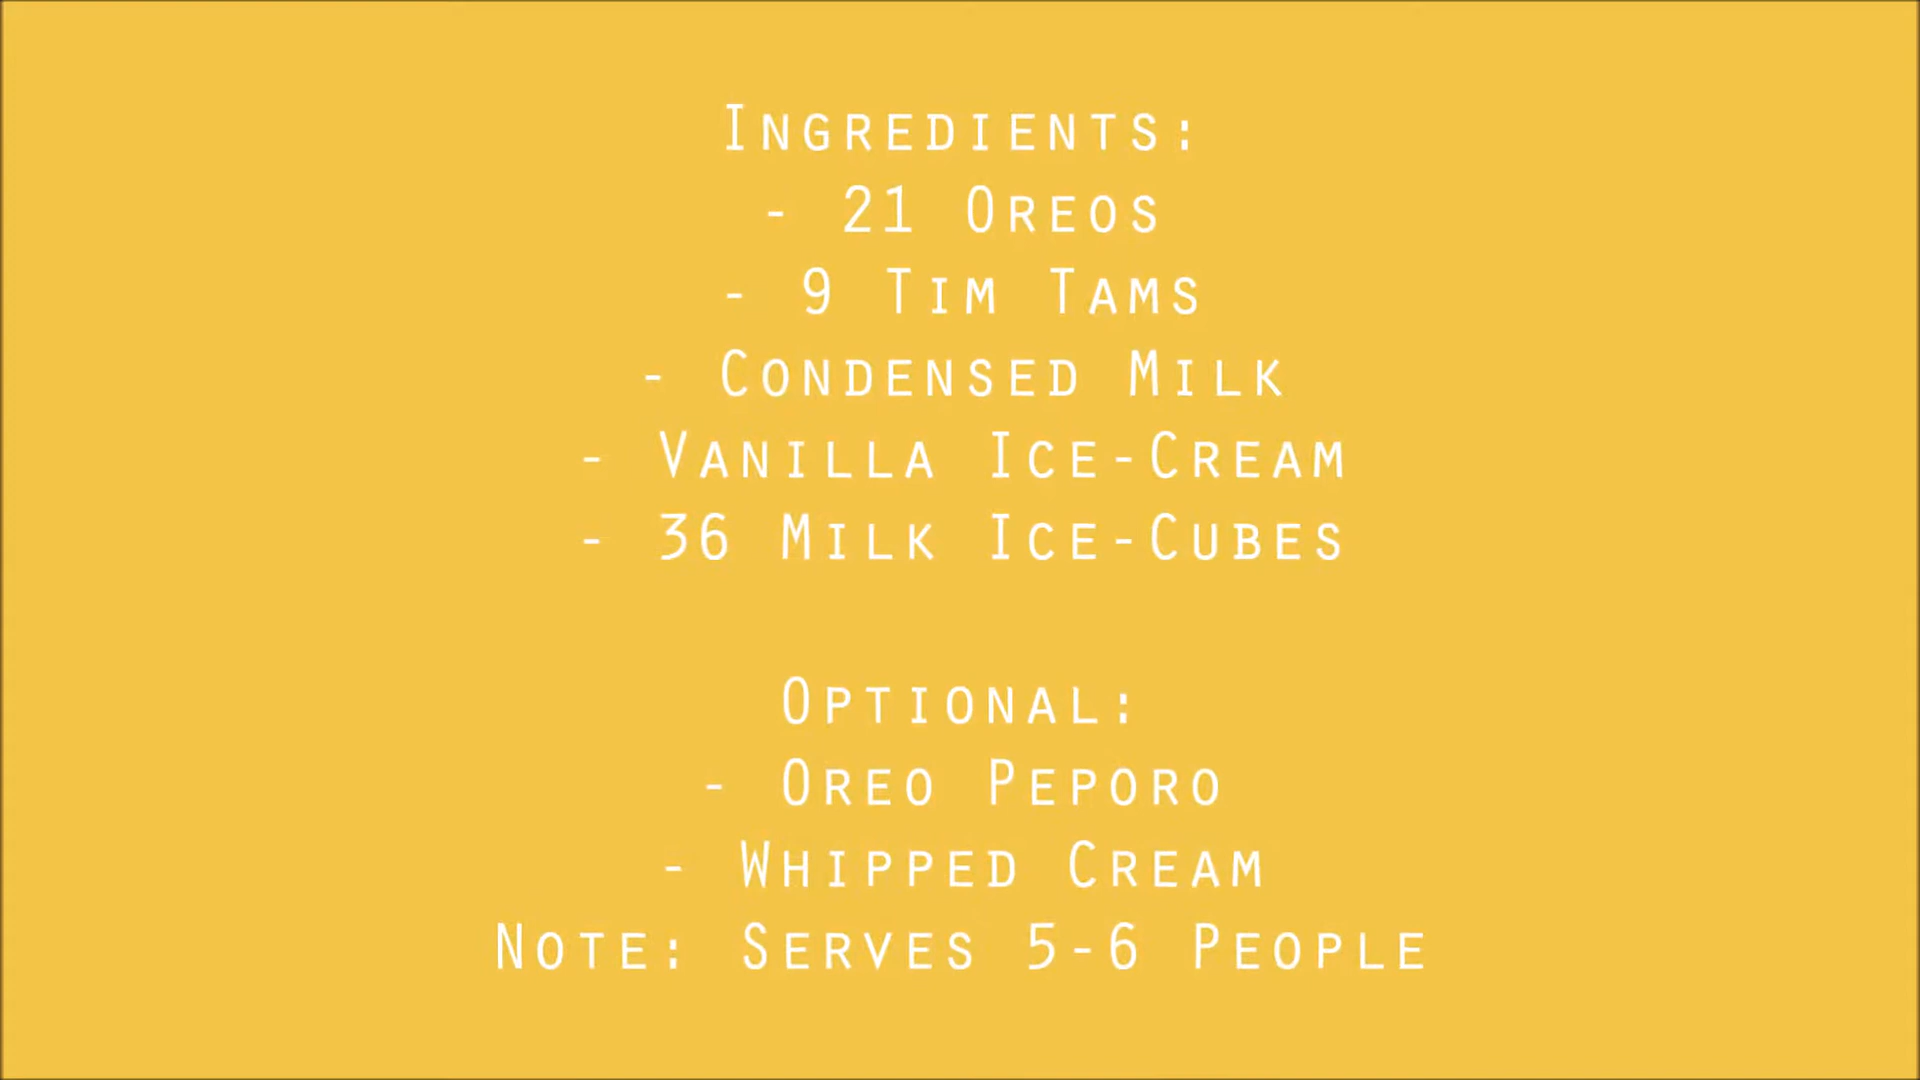 Ingredients:
- 21 Oreos
- 9 Tim Tams
- Condensed Milk
- Vanilla Ice-Cream
- 36 Milk Ice-Cubes
Optional:
- Oreo Peporo
- Whipped Cream
Note: Serves 5-6 People